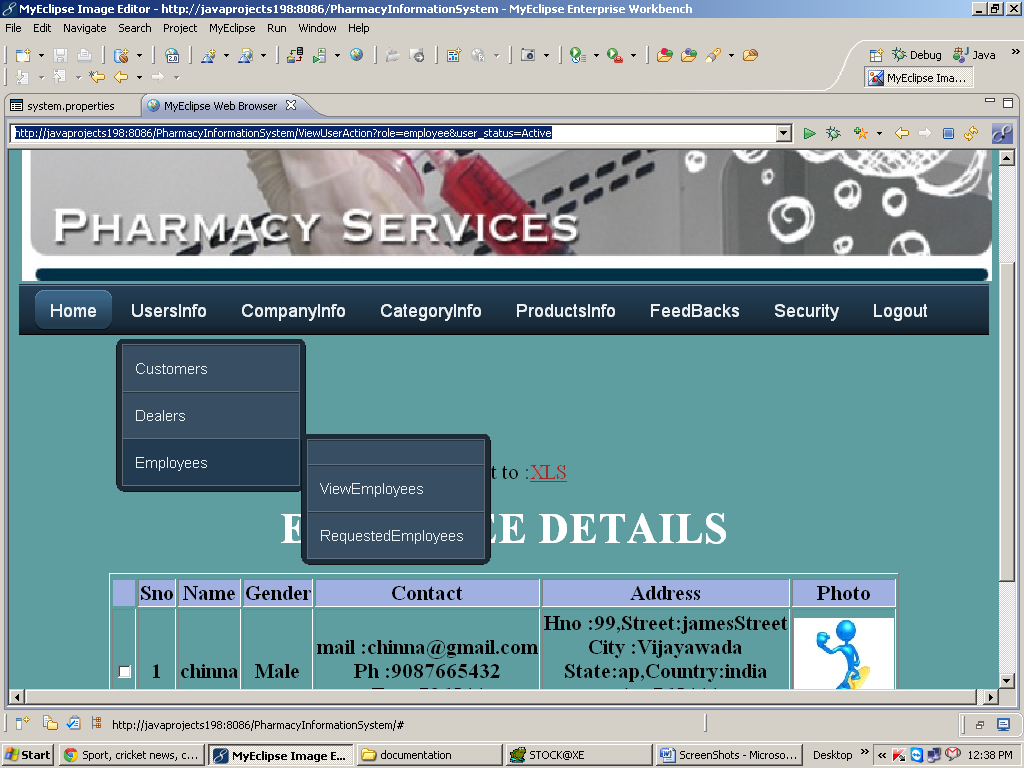 MyEclipse Image Editor - http://javaprojects198:8086/PharmacyInformationSystem - MyEclipse Enterprise Workbench
File Edit Navigate Search Project MyEclipse Run Window Help
Debug Java »
MyEclipse Ima...
system.properties MyEclipse Web Browser
http://javaprojects198:8086/PharmacyInformationSystem/ViewUserAction?role=employee&user_status=Active
PHARMACY SERVICES
Home UsersInfo CompanyInfo CategoryInfo ProductsInfo FeedBacks Security Logout
Customers
Dealers
Employees
t to :XLS
ViewEmployees
E EE DETAILS
RequestedEmployees
Sno Name Gender Contact Address Photo
Hno :99,Street:jamesStreet
mail :chinna@gmail.com City :Vijayawada
1 chinna Male Ph :9087665432 State:ap,Country:india
http://javaprojects198:8086/PharmacyInformationSystem/#
Start Sport, cricket news, c... MyEclipse Image E... documentation STOCK@XE ScreenShots - Microso... Desktop » « 12:38 PM